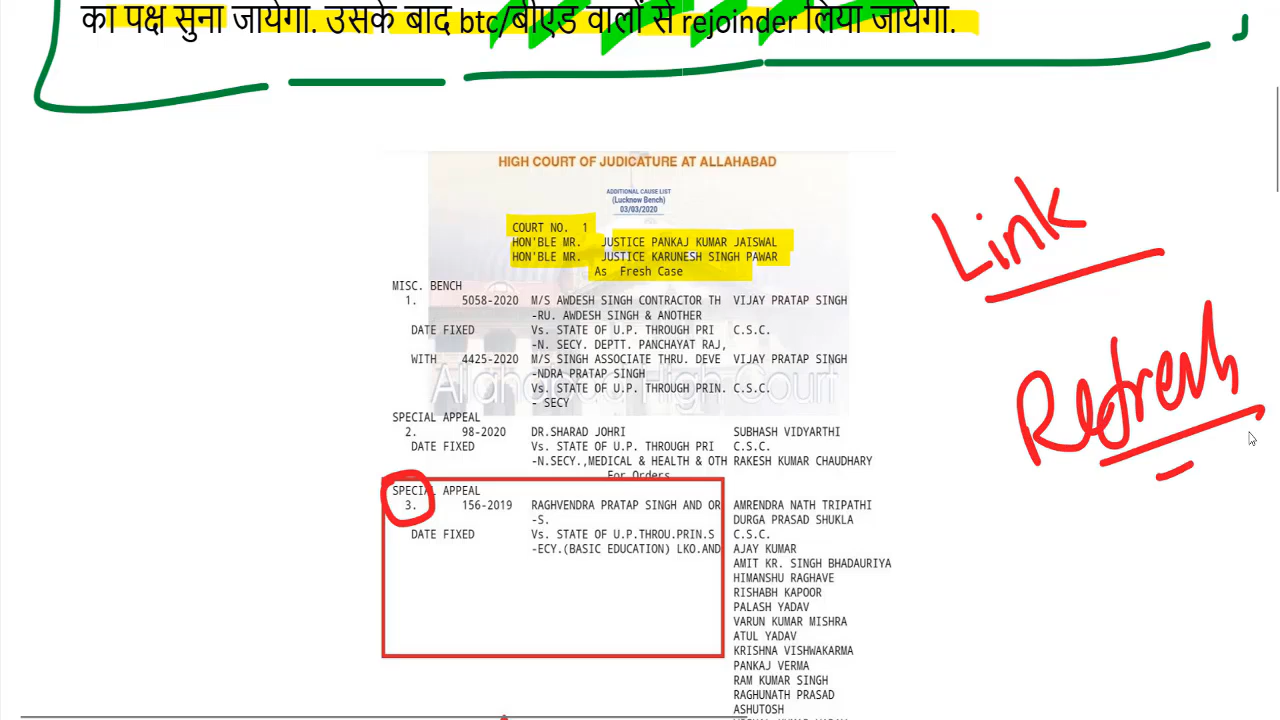 का पक्ष सुना जायेगा. उसके बाद btc/बीएड वालों से rejoinder लिया जायेगा.
HIGH COURT OF JUDICATURE AT ALLAHABAD
ADDITIONAL CAUSE LIST
(Lucknow Bench)
03/03/2020
COURT NO. 1
HON'BLE MR. JUSTICE PANKAJ KUMAR JAISWAL
HON'BLE MR. JUSTICE KARUNESH SINGH PAWAR
As Fresh Case
Link
Refresh
MISC. BENCH
1. 5058-2020 M/S AWDESH SINGH CONTRACTOR TH VIJAY PRATAP SINGH
-RU. AWDESH SINGH & ANOTHER
DATE FIXED Vs. STATE OF U.P. THROUGH PRI C.S.C.
-N. SECY. DEPTT. PANCHAYAT RAJ,
WITH 4425-2020 M/S SINGH ASSOCIATE THRU. DEVE VIJAY PRATAP SINGH
-NDRA PRATAP SINGH
Vs. STATE OF U.P. THROUGH PRIN. C.S.C.
- SECY
Allahabad High Court
SPECIAL APPEAL
2. 98-2020 DR.SHARAD JOHRI SUBHASH VIDYARTHI
DATE FIXED Vs. STATE OF U.P. THROUGH PRI C.S.C.
-N.SECY.,MEDICAL & HEALTH & OTH RAKESH KUMAR CHAUDHARY
For Orders
SPECIAL APPEAL
3. 156-2019 RAGHVENDRA PRATAP SINGH AND OR AMRENDRA NATH TRIPATHI
-S. DURGA PRASAD SHUKLA
DATE FIXED Vs. STATE OF U.P.THROU.PRIN.S C.S.C.
-ECY.(BASIC EDUCATION) LKO.AND AJAY KUMAR
AMIT KR. SINGH BHADAURIYA
HIMANSHU RAGHAVE
RISHABH KAPOOR
PALASH YADAV
VARUN KUMAR MISHRA
ATUL YADAV
KRISHNA VISHWAKARMA
PANKAJ VERMA
RAM KUMAR SINGH
RAGHUNATH PRASAD
ASHUTOSH